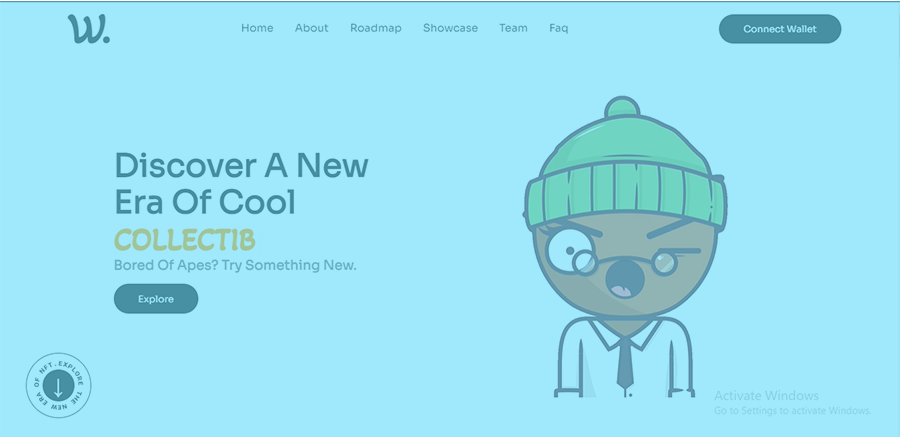 W.
Home About Roadmap Showcase Team Faq
Connect Wallet
Discover A New
Era Of Cool
COLLECTIB
Bored Of Apes? Try Something New.
Explore
EXPLORE THE NEW ERA OF NFT.
Activate Windows
Go to Settings to activate Windows.